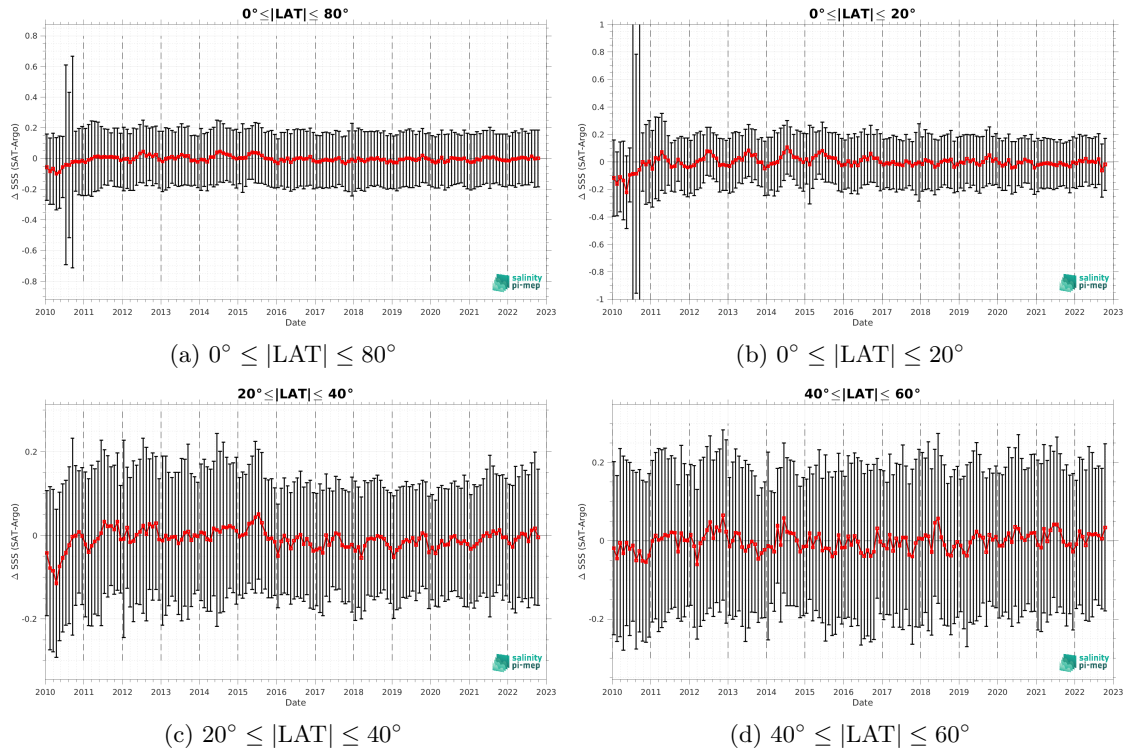 0°≤|LAT|≤ 80°
0.8
0.6
0.4
0.2
0
-0.2
-0.4
-0.6
-0.8
Δ SSS (SAT-Argo)
2010 2011 2012 2013 2014 2015 2016 2017 2018 2019 2020 2021 2022 2023
Date
salinity
pi-mep
(a) 0° ≤ |LAT| ≤ 80°
0°≤|LAT|≤ 20°
1
0.8
0.6
0.4
0.2
0
-0.2
-0.4
-0.6
-0.8
-1
Δ SSS (SAT-Argo)
2010 2011 2012 2013 2014 2015 2016 2017 2018 2019 2020 2021 2022 2023
Date
salinity
pi-mep
(b) 0° ≤ |LAT| ≤ 20°
20°≤|LAT|≤ 40°
0.2
0
-0.2
Δ SSS (SAT-Argo)
2010 2011 2012 2013 2014 2015 2016 2017 2018 2019 2020 2021 2022 2023
Date
salinity
pi-mep
(c) 20° ≤ |LAT| ≤ 40°
40°≤|LAT|≤ 60°
0.2
0
-0.2
Δ SSS (SAT-Argo)
2010 2011 2012 2013 2014 2015 2016 2017 2018 2019 2020 2021 2022 2023
Date
salinity
pi-mep
(d) 40° ≤ |LAT| ≤ 60°